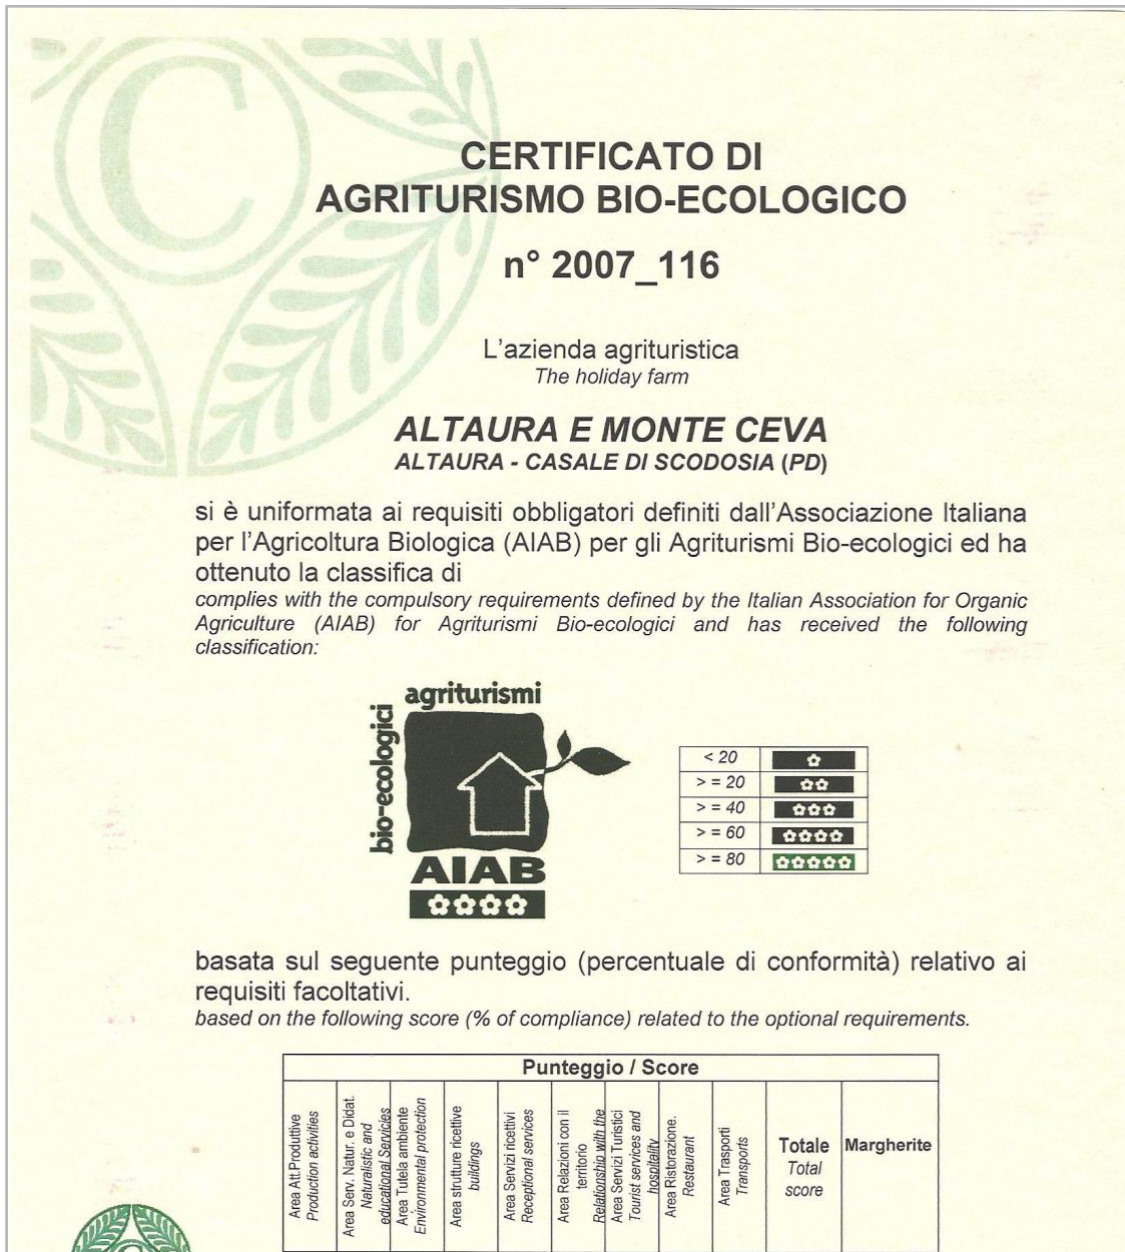 C
CERTIFICATO DI
AGRITURISMO BIO-ECOLOGICO
n° 2007_116
L'azienda agrituristica
The holiday farm
ALTAURA E MONTE CEVA
ALTAURA - CASALE DI SCODOSIA (PD)
si è uniformata ai requisiti obbligatori definiti dall'Associazione Italiana
per l'Agricoltura Biologica (AIAB) per gli Agriturismi Bio-ecologici ed ha
ottenuto la classifica di
complies with the compulsory requirements defined by the Italian Association for Organic
Agriculture (AIAB) for Agriturismi Bio-ecologici and has received the following
classification:
agriturismi
bio-ecologici
AIAB
< 20
> = 20
> = 40
> = 60
> = 80
basata sul seguente punteggio (percentuale di conformità) relativo ai
requisiti facoltativi.
based on the following score (% of compliance) related to the optional requirements.
Punteggio / Score
Area Att.Produttive
Production activities
Area Serv. Natur. e Didat.
Naturalistic and
educational Servicies
Area Tutela ambiente
Environmental protection
Area strutture ricettive
buildings
Area Servizi ricettivi
Receptional services
Area Relazioni con il
territorio
Relationship with the
Area Servizi Turistici
Tourist services and
hospitality
Area Ristorazione.
Restaurant
Area Trasporti
Transports
Totale
Total
score
Margherite